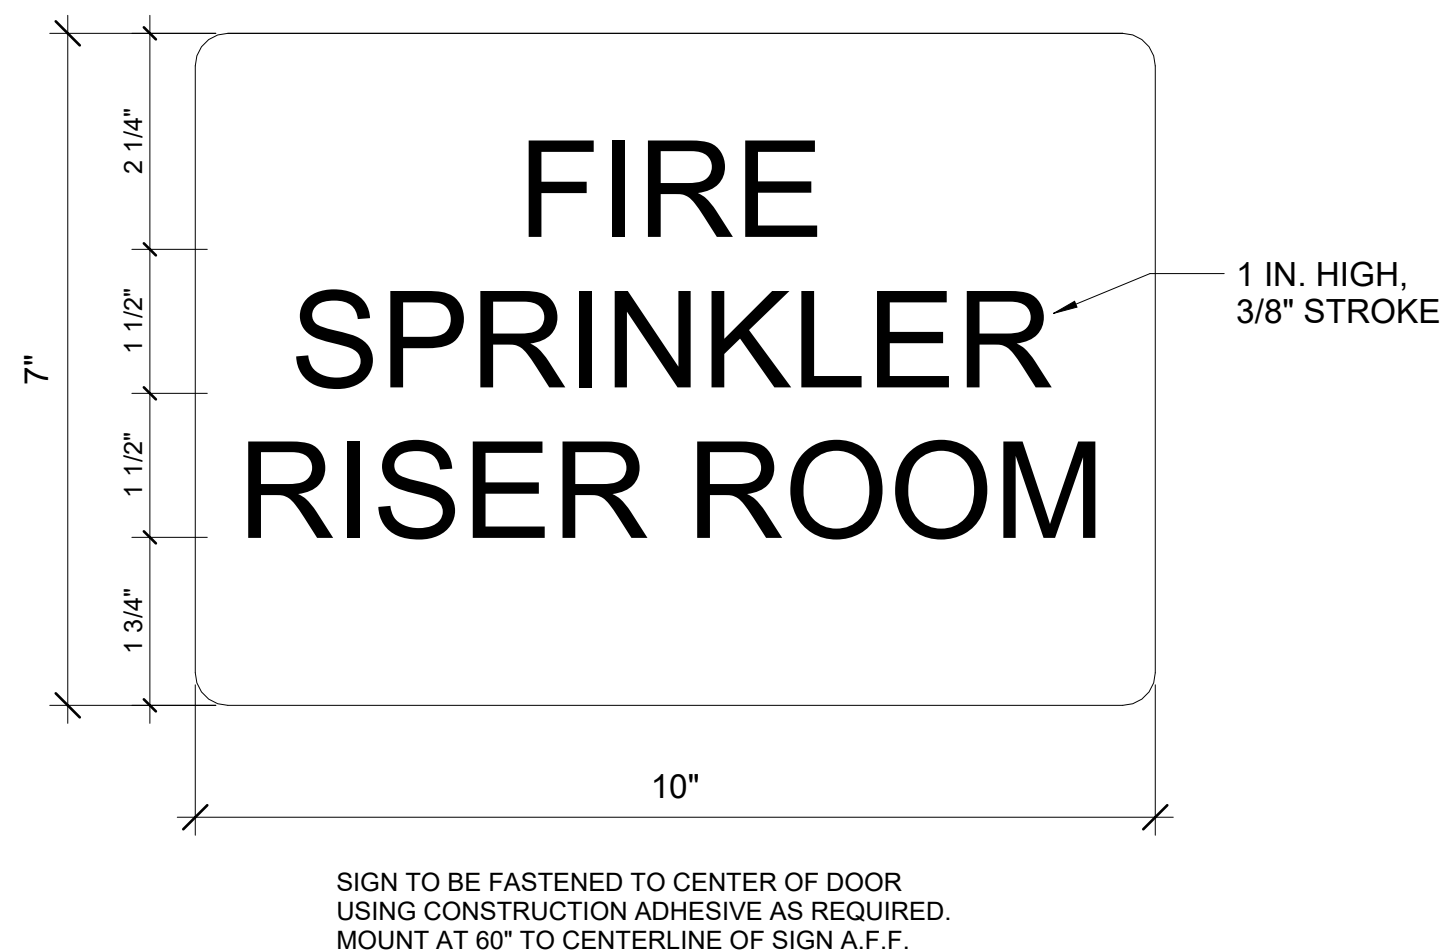 2 1/4"
FIRE
1 IN. HIGH,
3/8" STROKE
1 1/2"
SPRINKLER
7"
1 1/2"
RISER ROOM
1 3/4"
10"
SIGN TO BE FASTENED TO CENTER OF DOOR
USING CONSTRUCTION ADHESIVE AS REQUIRED.
MOUNT AT 60" TO CENTERLINE OF SIGN A.F.F.